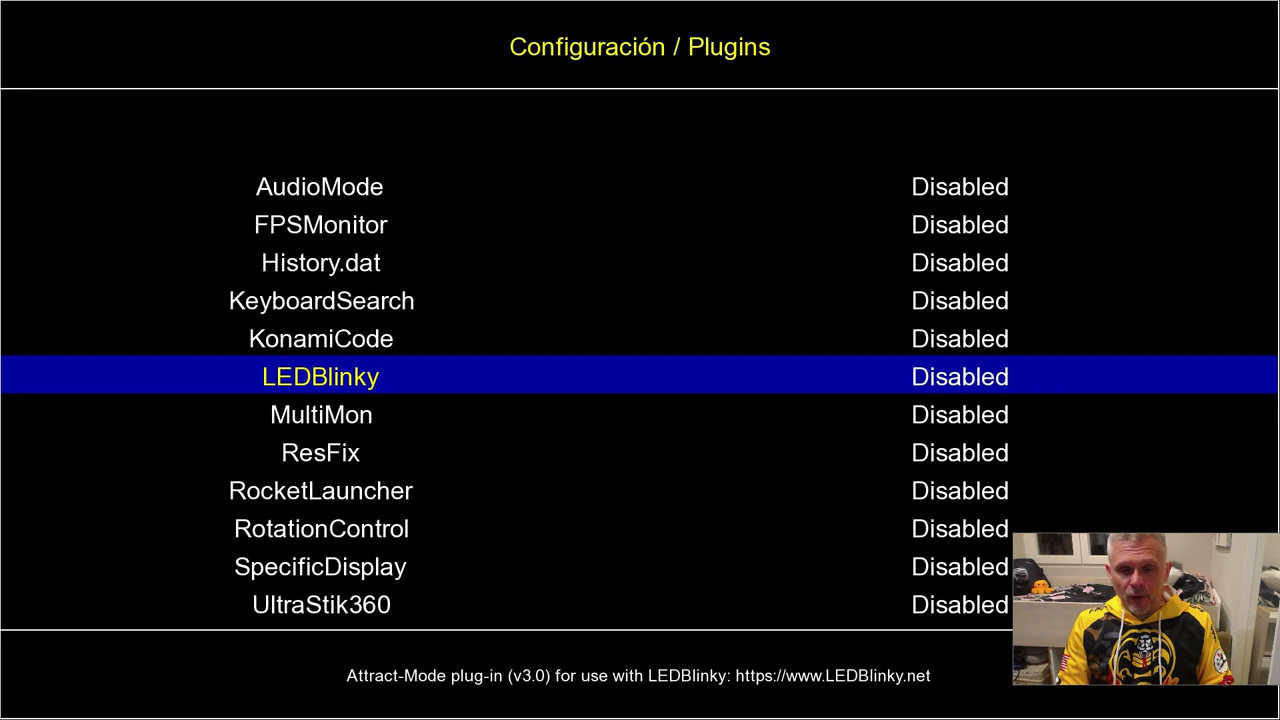 Configuración / Plugins
AudioMode Disabled
FPSMonitor Disabled
History.dat Disabled
KeyboardSearch Disabled
KonamiCode Disabled
LEDBlinky Disabled
MultiMon Disabled
ResFix Disabled
RocketLauncher Disabled
RotationControl Disabled
SpecificDisplay Disabled
UltraStik360 Disabled
Attract-Mode plug-in (v3.0) for use with LEDBlinky: https://www.LEDBlinky.net